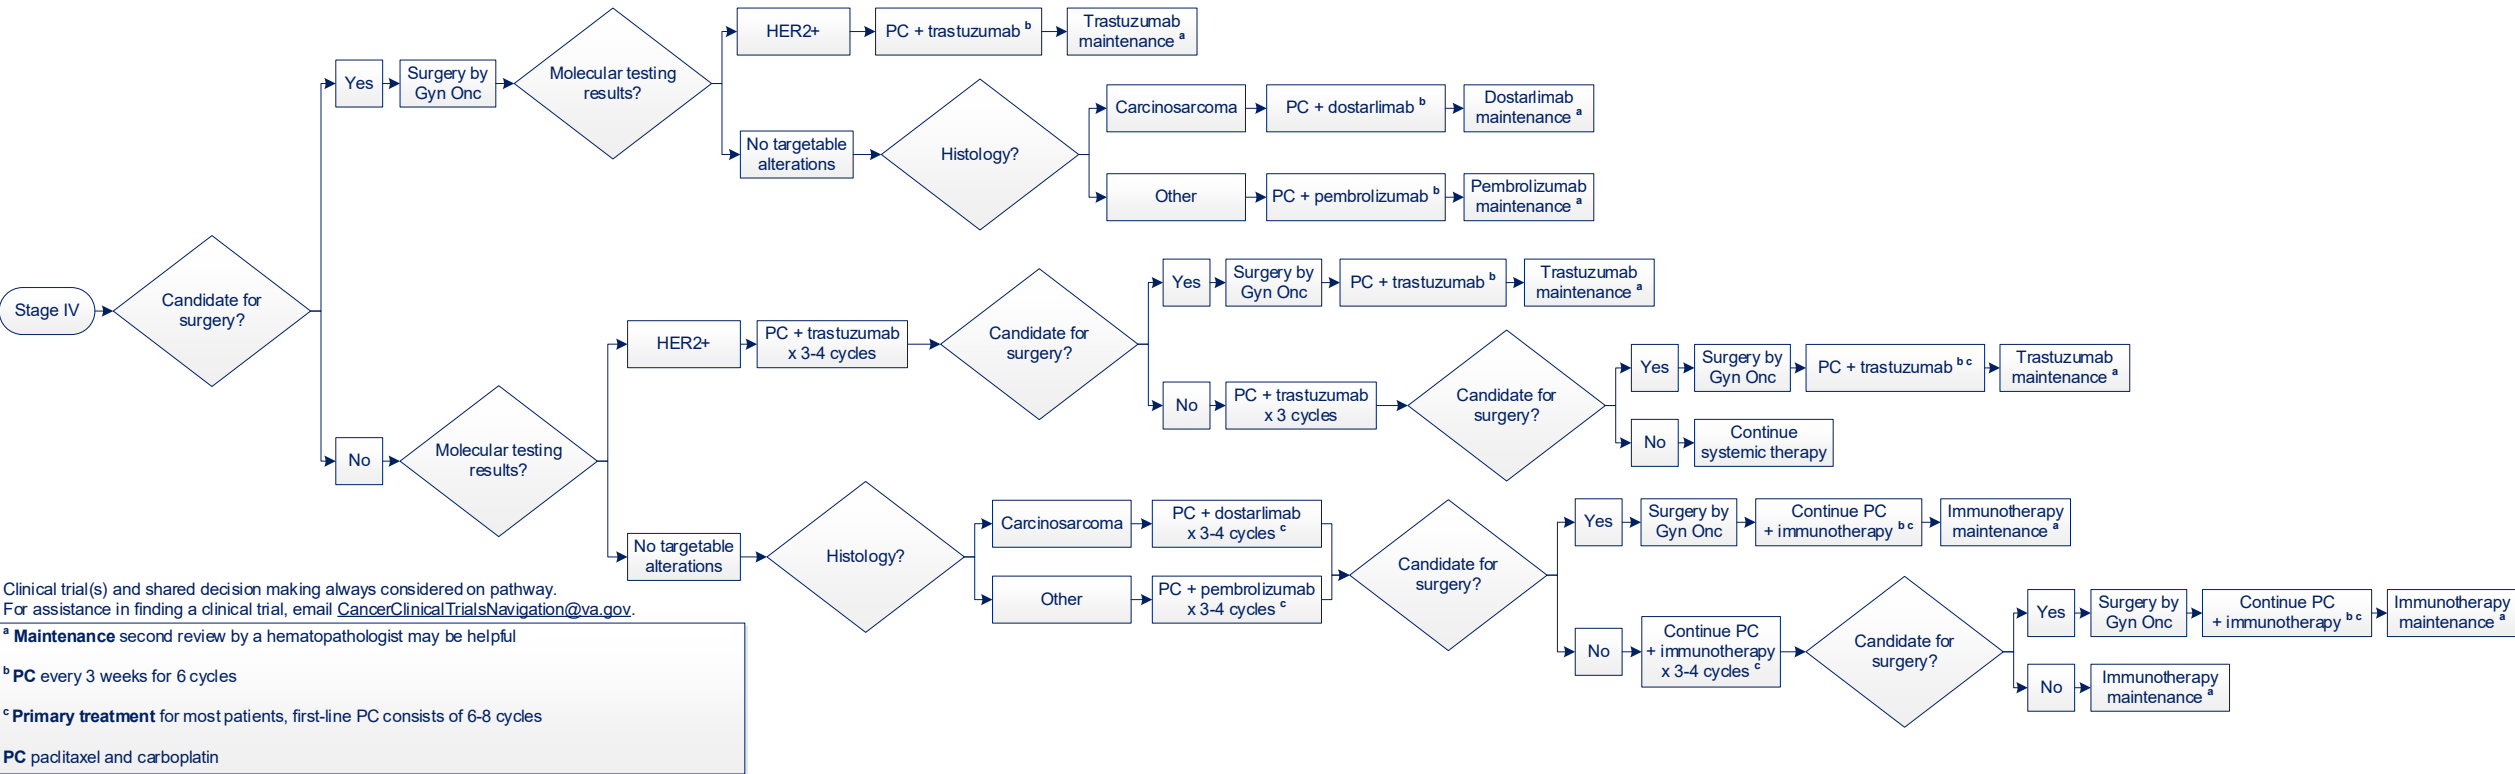 Stage IV
Candidate for
surgery?
Yes
Surgery by
Gyn Onc
Molecular testing
results?
HER2+
PC + trastuzumab b
Trastuzumab
maintenance a
No targetable
alterations
Histology?
Carcinosarcoma
PC + dostarlimab b
Dostarlimab
maintenance a
Other
PC + pembrolizumab b
Pembrolizumab
maintenance a
No
Molecular testing
results?
HER2+
PC + trastuzumab
x 3-4 cycles
Candidate for
surgery?
Yes
Surgery by
Gyn Onc
PC + trastuzumab b
Trastuzumab
maintenance a
No
PC + trastuzumab
x 3 cycles
Candidate for
surgery?
Yes
Surgery by
Gyn Onc
PC + trastuzumab b c
Trastuzumab
maintenance a
No
Continue
systemic therapy
No targetable
alterations
Histology?
Carcinosarcoma
PC + dostarlimab
x 3-4 cycles c
Other
PC + pembrolizumab
x 3-4 cycles c
Candidate for
surgery?
Yes
Surgery by
Gyn Onc
Continue PC
+ immunotherapy b c
Immunotherapy
maintenance a
No
Continue PC
+ immunotherapy
x 3-4 cycles c
Candidate for
surgery?
Yes
Surgery by
Gyn Onc
Continue PC
+ immunotherapy b c
Immunotherapy
maintenance a
No
Immunotherapy
maintenance a
Clinical trial(s) and shared decision making always considered on pathway.
For assistance in finding a clinical trial, email CancerClinicalTrialsNavigation@va.gov.
a Maintenance second review by a hematopathologist may be helpful
b PC every 3 weeks for 6 cycles
c Primary treatment for most patients, first-line PC consists of 6-8 cycles
PC paclitaxel and carboplatin